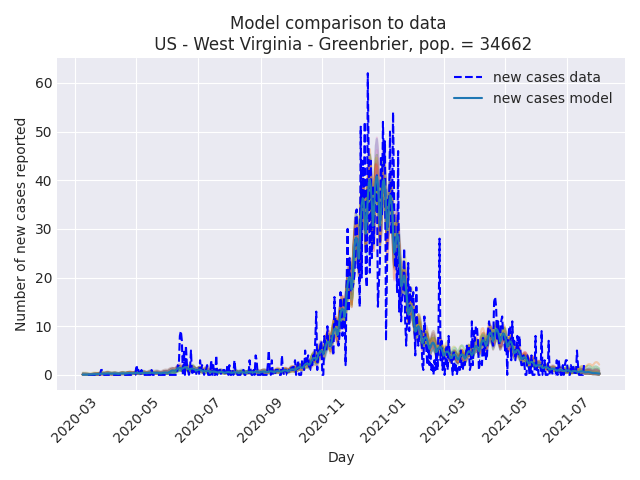 Model comparison to data
US - West Virginia - Greenbrier, pop. = 34662
new cases data
new cases model
Number of new cases reported
60
50
40
30
20
10
0
2020-03
2020-05
2020-07
2020-09
2020-11
2021-01
2021-03
2021-05
2021-07
Day